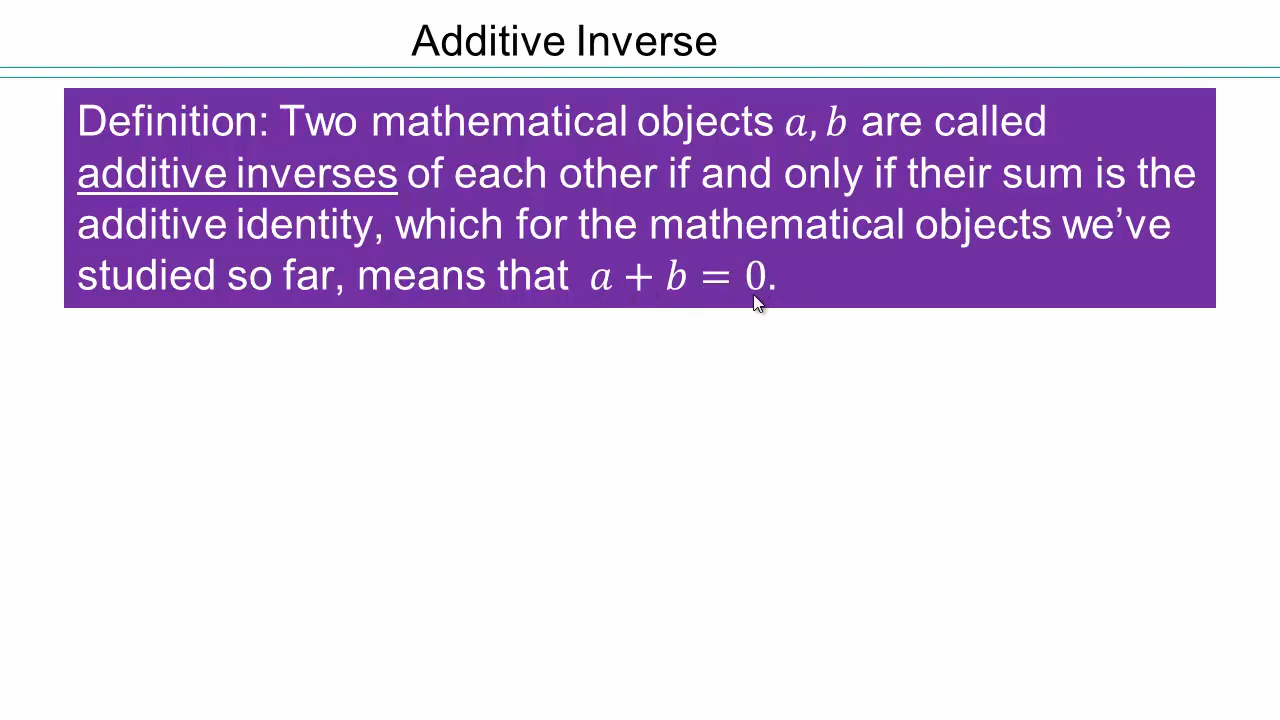 Additive Inverse
Definition: Two mathematical objects 𝑎, 𝑏 are called
additive inverses of each other if and only if their sum is the
additive identity, which for the mathematical objects we’ve
studied so far, means that 𝑎 + 𝑏 = 0.